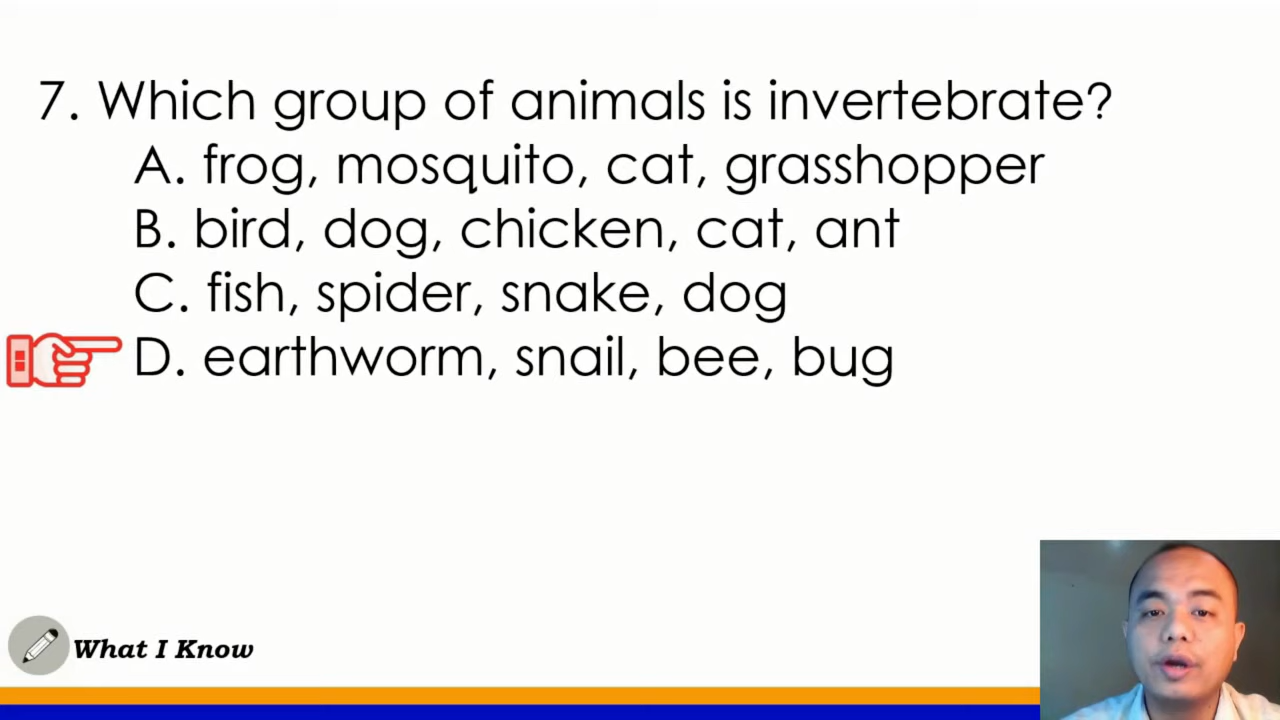 7. Which group of animals is invertebrate?
A. frog, mosquito, cat, grasshopper
B. bird, dog, chicken, cat, ant
C. fish, spider, snake, dog
D. earthworm, snail, bee, bug
What I Know